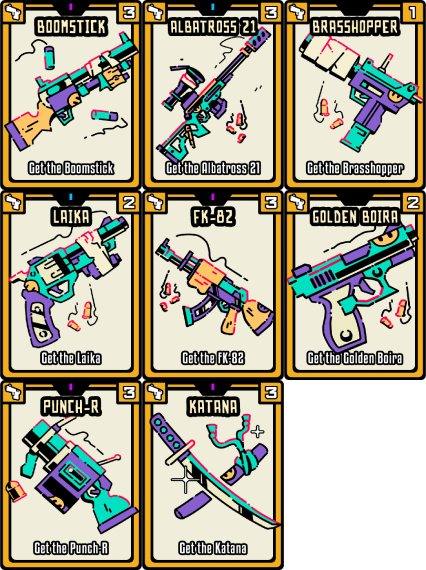 BOOMSTICK 3
Get the Boomstick
ALBATROSS 21 3
Get the Albatross 21
BRASSHOPPER 1
Get the Brasshopper
LAIKA 2
Get the Laika
FK-82 3
Get the FK-82
GOLDEN BOIRA 2
Get the Golden Boira
PUNCH-R 3
Get the Punch-R
KATANA 3
Get the Katana